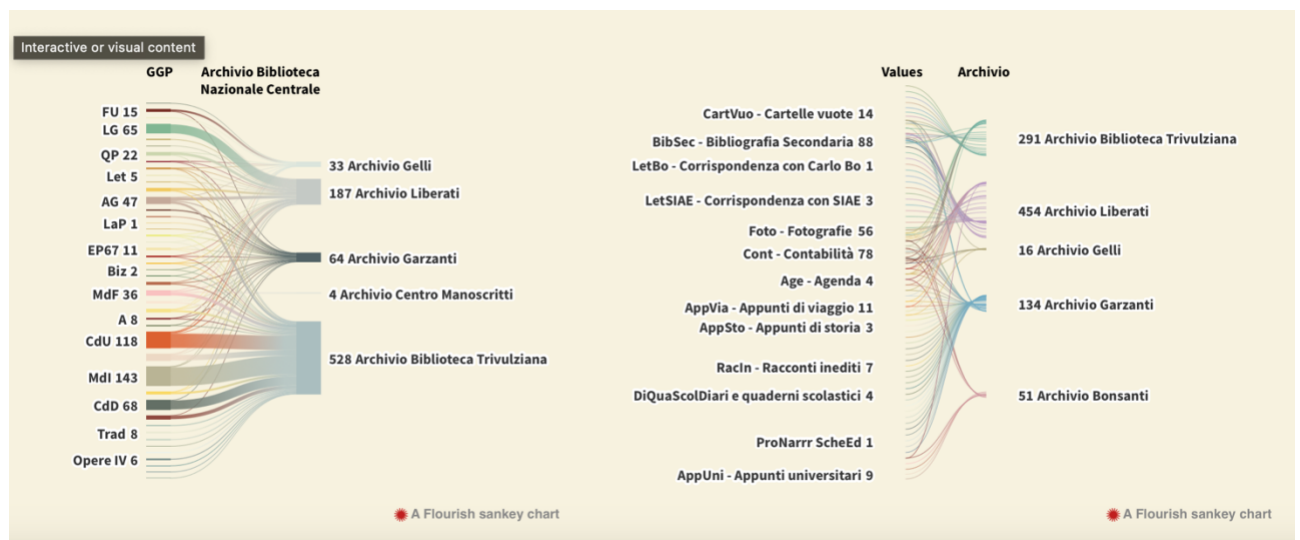 Interactive or visual content
GGP
Archivio Biblioteca
Nazionale Centrale
FU 15
LG 65
QP 22
Let 5
AG 47
LaP 1
EP67 11
Biz 2
MdF 36
A 8
CdU 118
MdI 143
CdD 68
Trad 8
Opere IV 6
33 Archivio Gelli
187 Archivio Liberati
64 Archivio Garzanti
4 Archivio Centro Manoscritti
528 Archivio Biblioteca Trivulziana
A Flourish sankey chart
Values
Archivio
CartVuo - Cartelle vuote 14
BibSec - Bibliografia Secondaria 88
LetBo - Corrispondenza con Carlo Bo 1
LetSIAE - Corrispondenza con SIAE 3
Foto - Fotografie 56
Cont - Contabilità 78
Age - Agenda 4
AppVia - Appunti di viaggio 11
AppSto - Appunti di storia 3
RacIn - Racconti inediti 7
DiQuaScolDiari e quaderni scolastici 4
ProNarrr ScheEd 1
AppUni - Appunti universitari 9
291 Archivio Biblioteca Trivulziana
454 Archivio Liberati
16 Archivio Gelli
134 Archivio Garzanti
51 Archivio Bonsanti
A Flourish sankey chart